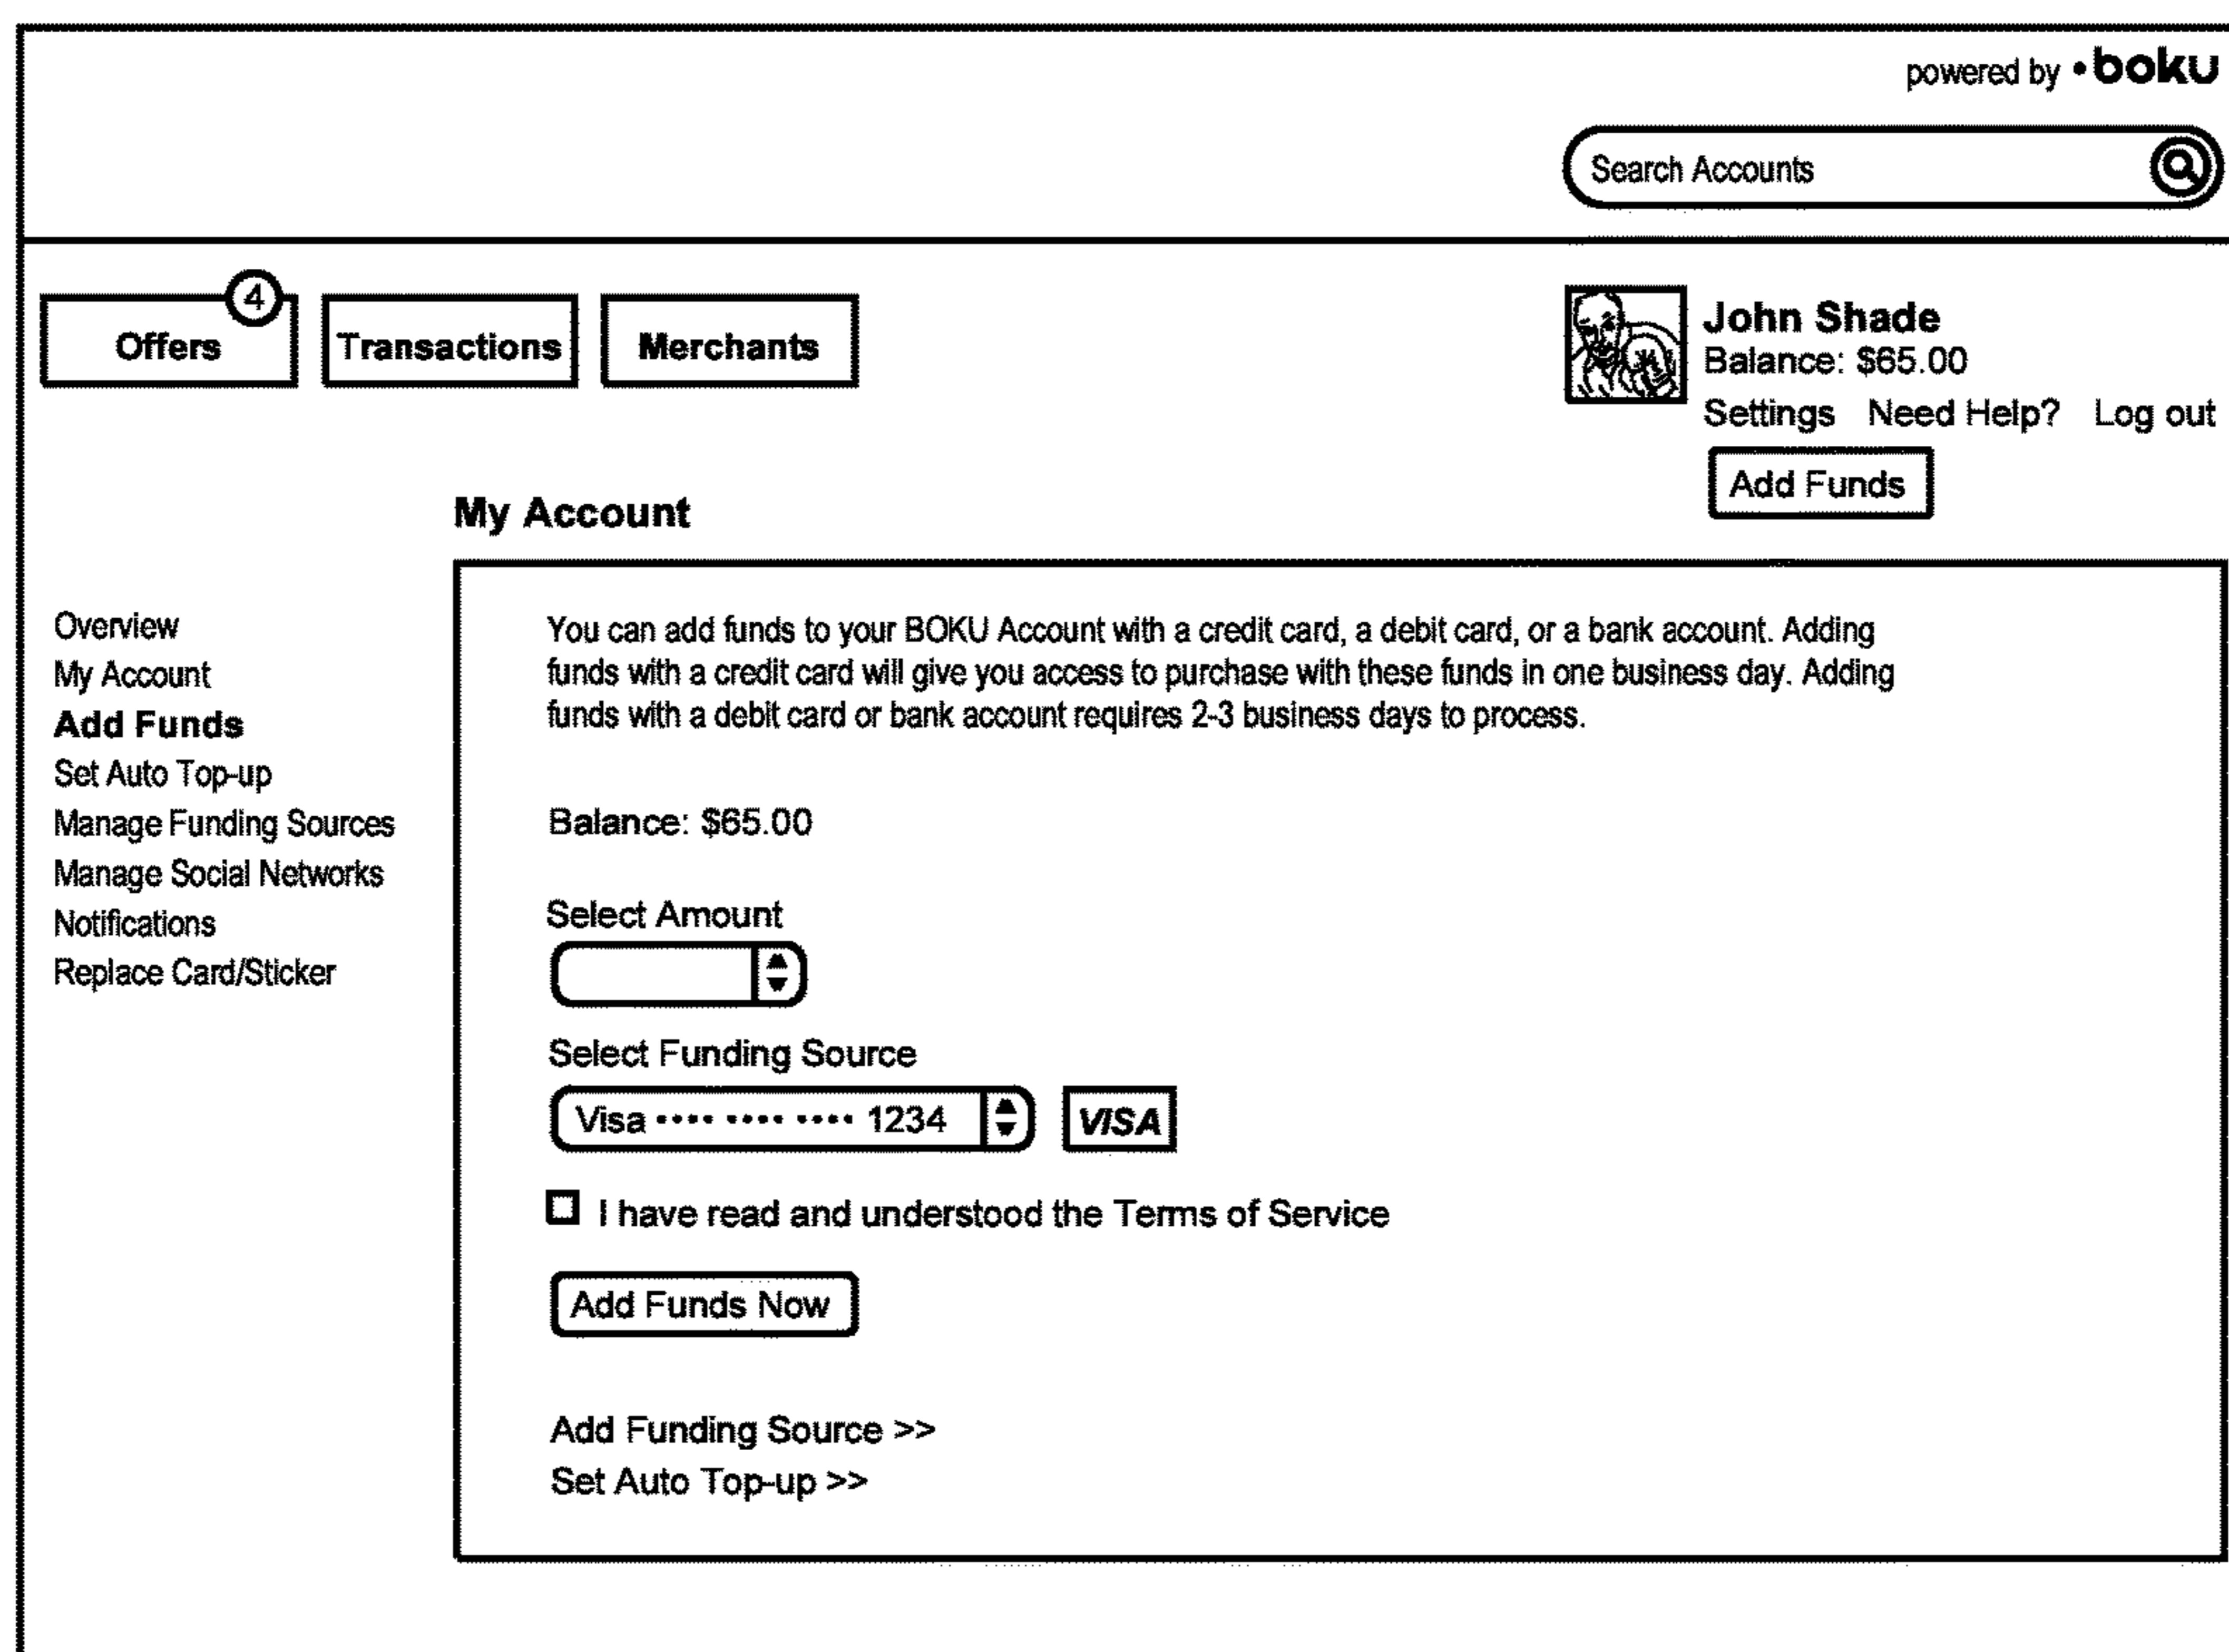 powered by •boku
Search Accounts
4
Offers
Transactions
Merchants
John Shade
Balance: $65.00
Settings Need Help? Log out
Add Funds
My Account
Overview
My Account
Add Funds
Set Auto Top-up
Manage Funding Sources
Manage Social Networks
Notifications
Replace Card/Sticker
You can add funds to your BOKU Account with a credit card, a debit card, or a bank account. Adding
funds with a credit card will give you access to purchase with these funds in one business day. Adding
funds with a debit card or bank account requires 2-3 business days to process.
Balance: $65.00
Select Amount
Select Funding Source
Visa •••• •••• •••• 1234
VISA
I have read and understood the Terms of Service
Add Funds Now
Add Funding Source >>
Set Auto Top-up >>